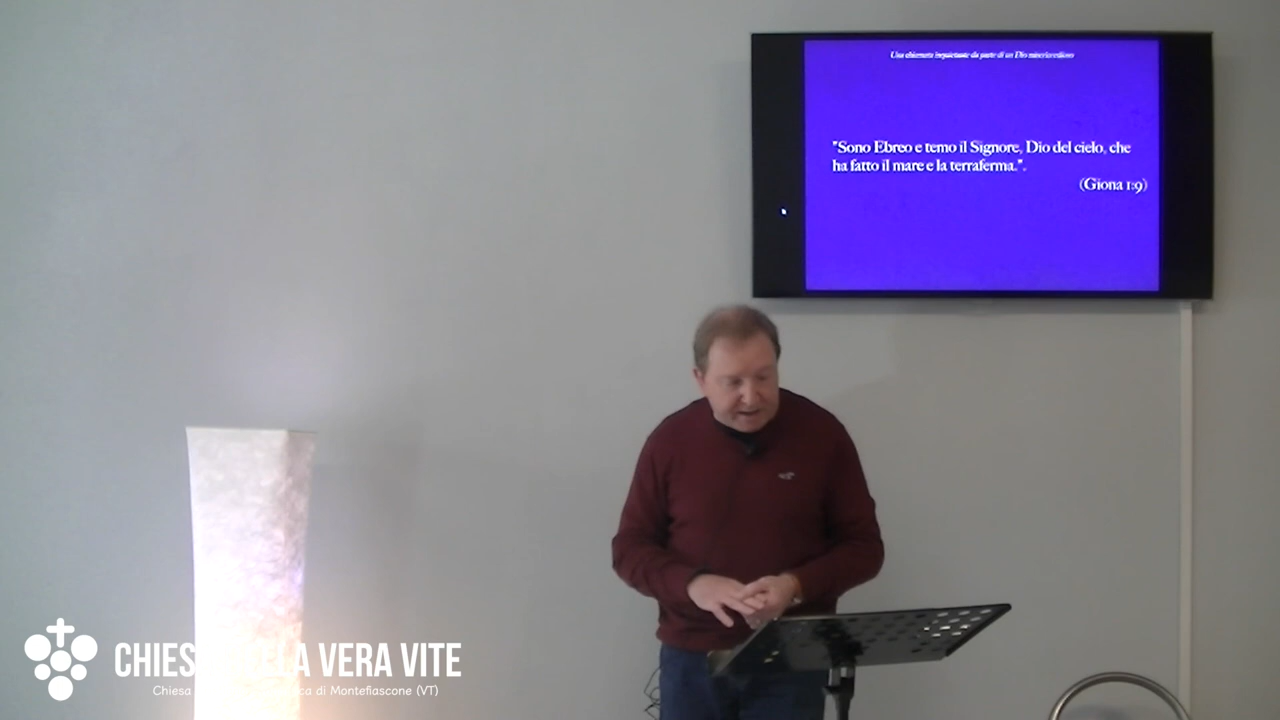 Una chiamata inquietante da parte di un Dio misericordioso
"Sono Ebreo e temo il Signore, Dio del cielo, che
ha fatto il mare e la terraferma.".
(Giona 1:9)
LA VERA VITE
Chiesa di Montefiascone (VT)